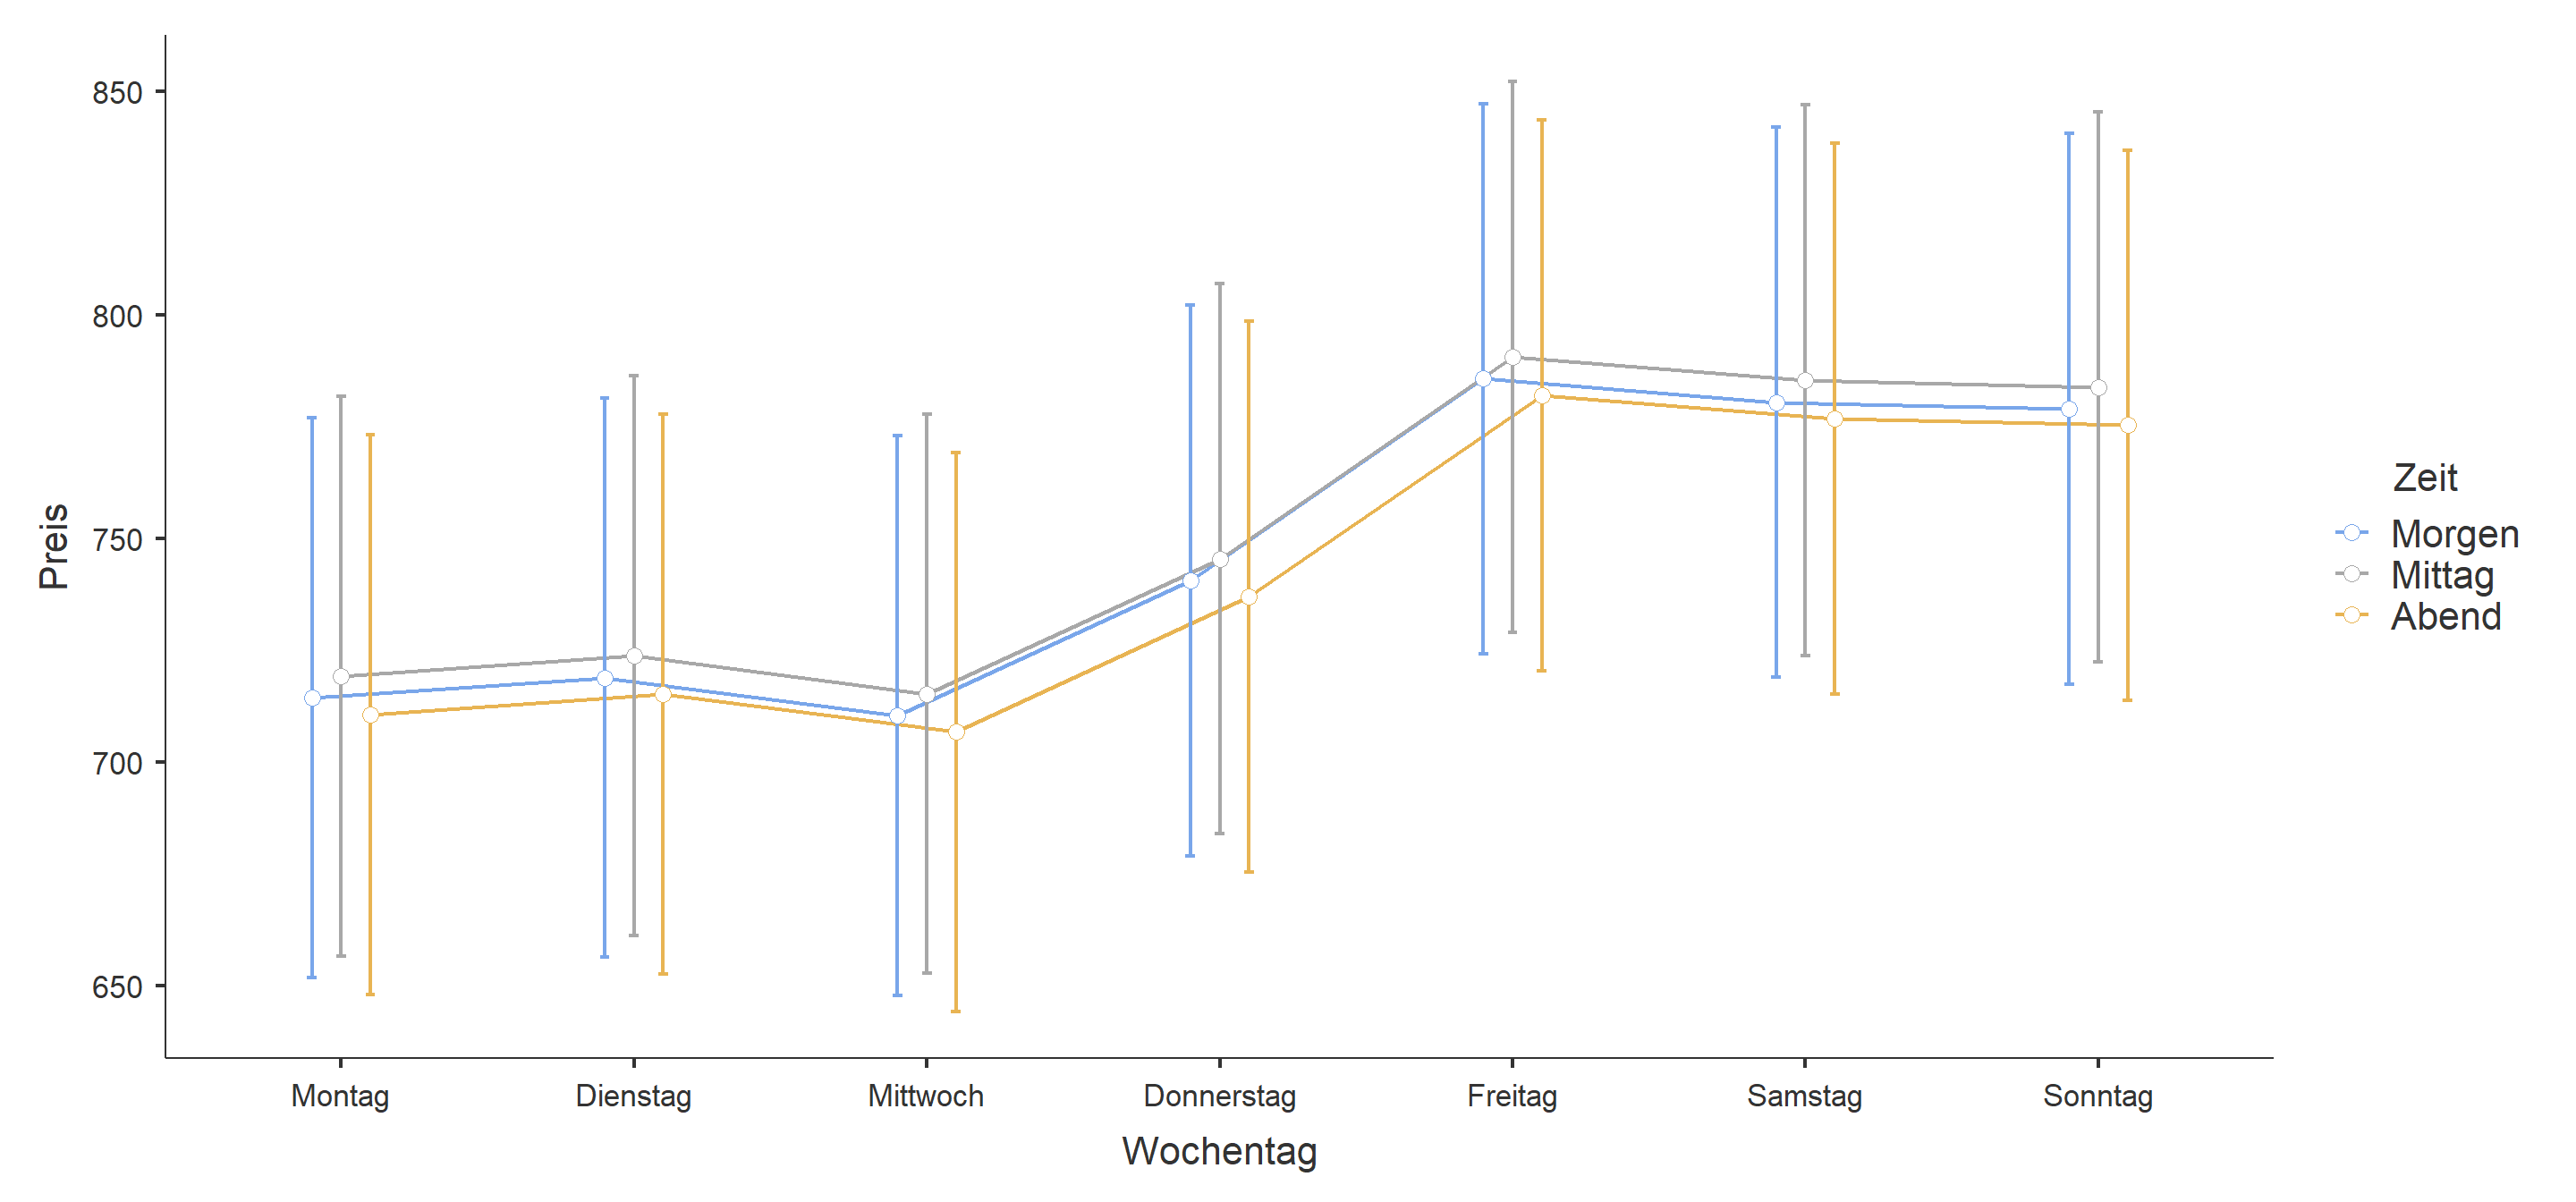 850
800
750
700
650
Preis
Montag Dienstag Mittwoch Donnerstag Freitag Samstag Sonntag
Wochentag
Zeit
Morgen
Mittag
Abend